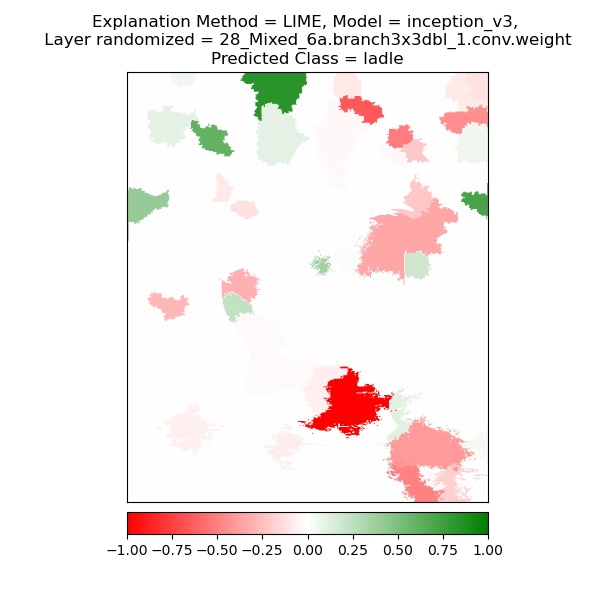 Explanation Method = LIME, Model = inception_v3,
Layer randomized = 28_Mixed_6a.branch3x3dbl_1.conv.weight
Predicted Class = ladle
−1.00 −0.75 −0.50 −0.25 0.00 0.25 0.50 0.75 1.00